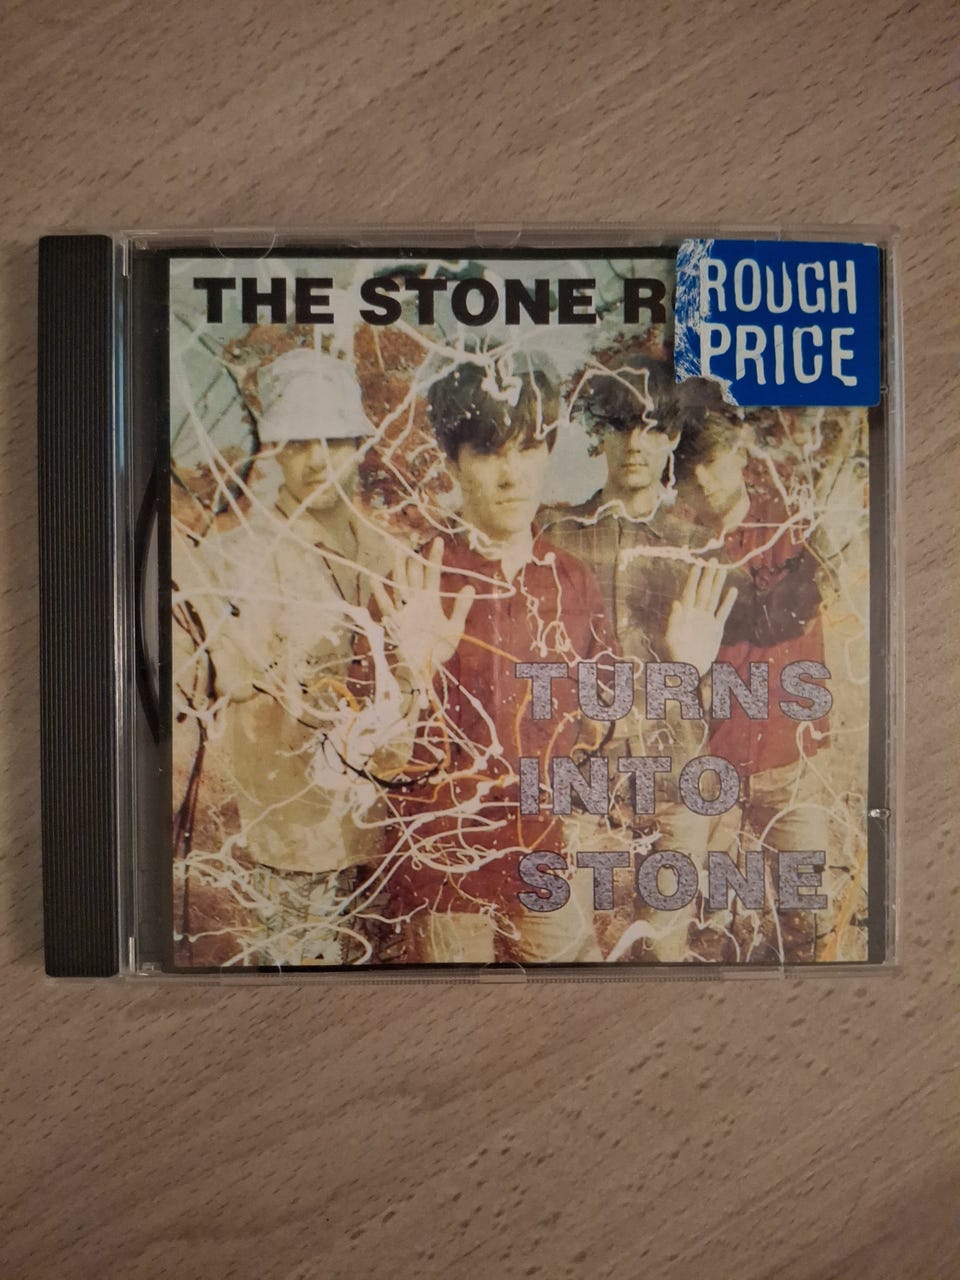 THE STONE R
ROUGH
PRICE
TURNS
INTO
STONE